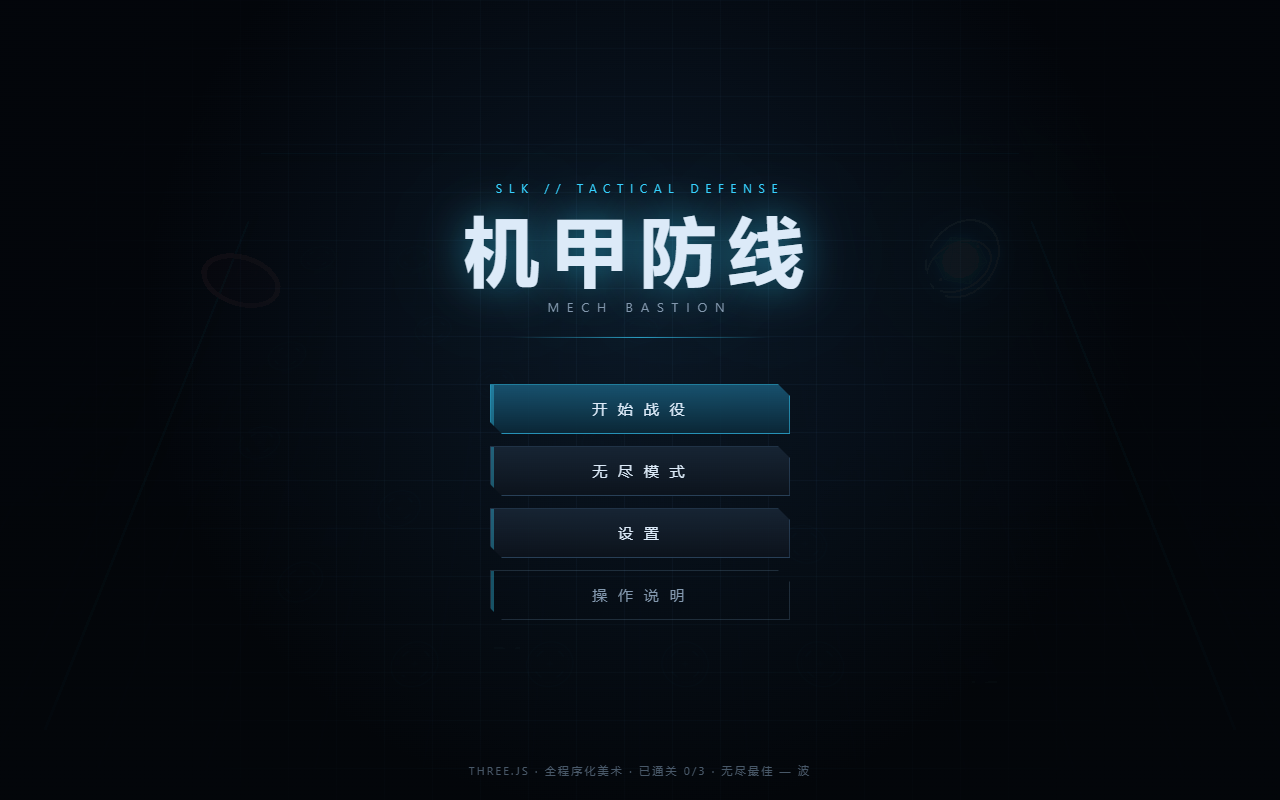 SLK // TACTICAL DEFENSE
机甲防线
MECH BASTION
开始战役
无尽模式
设置
操作说明
THREE.JS · 全程序化美术 · 已通关 0/3 · 无尽最佳 — 波